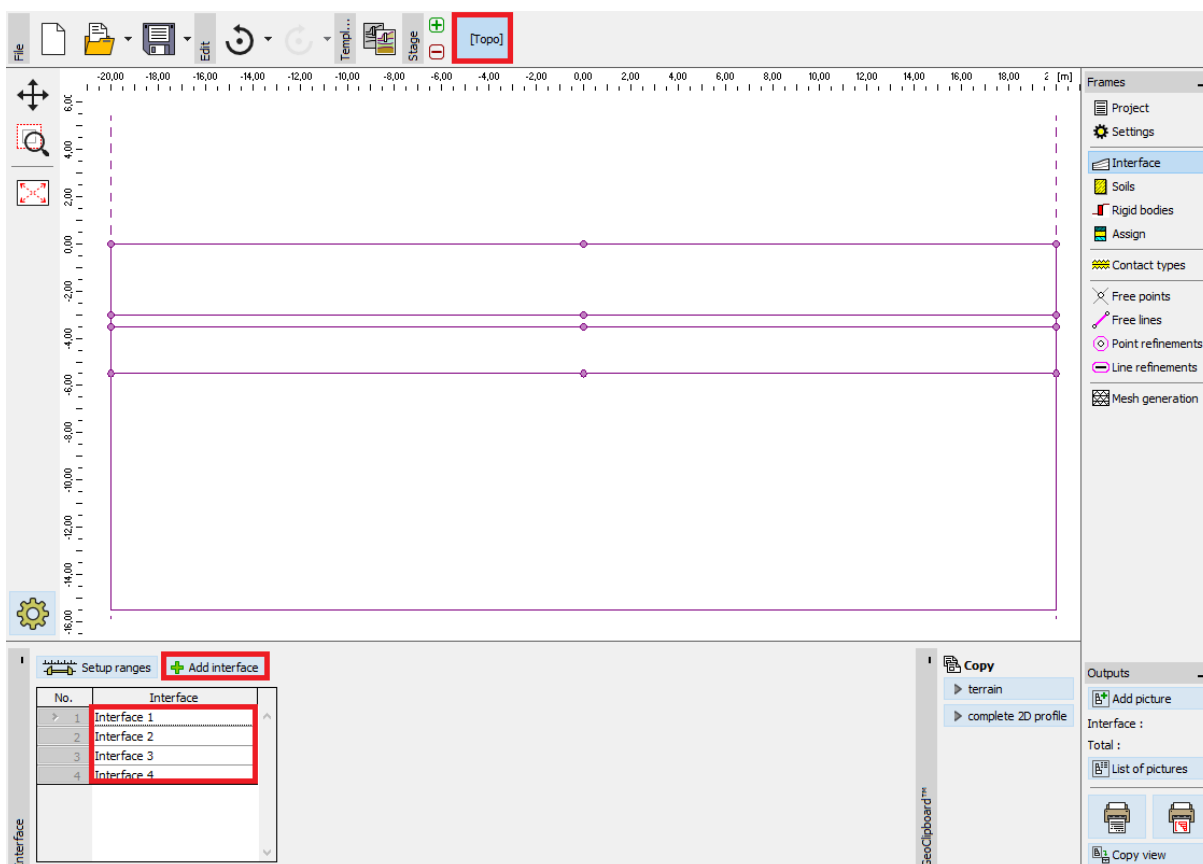 File
Edit
Templ...
Stage
[Topo]
-20,00 -18,00 -16,00 -14,00 -12,00 -10,00 -8,00 -6,00 -4,00 -2,00 0,00 2,00 4,00 6,00 8,00 10,00 12,00 14,00 16,00 18,00 2 [m]
6,00
4,00
2,00
0,00
-2,00
-4,00
-6,00
-8,00
-10,00
-12,00
-14,00
-16,00
Frames
Project
Settings
Interface
Soils
Rigid bodies
Assign
Contact types
Free points
Free lines
Point refinements
Line refinements
Mesh generation
Interface
Setup ranges Add interface
No. Interface
1 Interface 1
2 Interface 2
3 Interface 3
4 Interface 4
GeoClipboard™
Copy
terrain
complete 2D profile
Outputs
Add picture
Interface :
Total :
List of pictures
Copy view